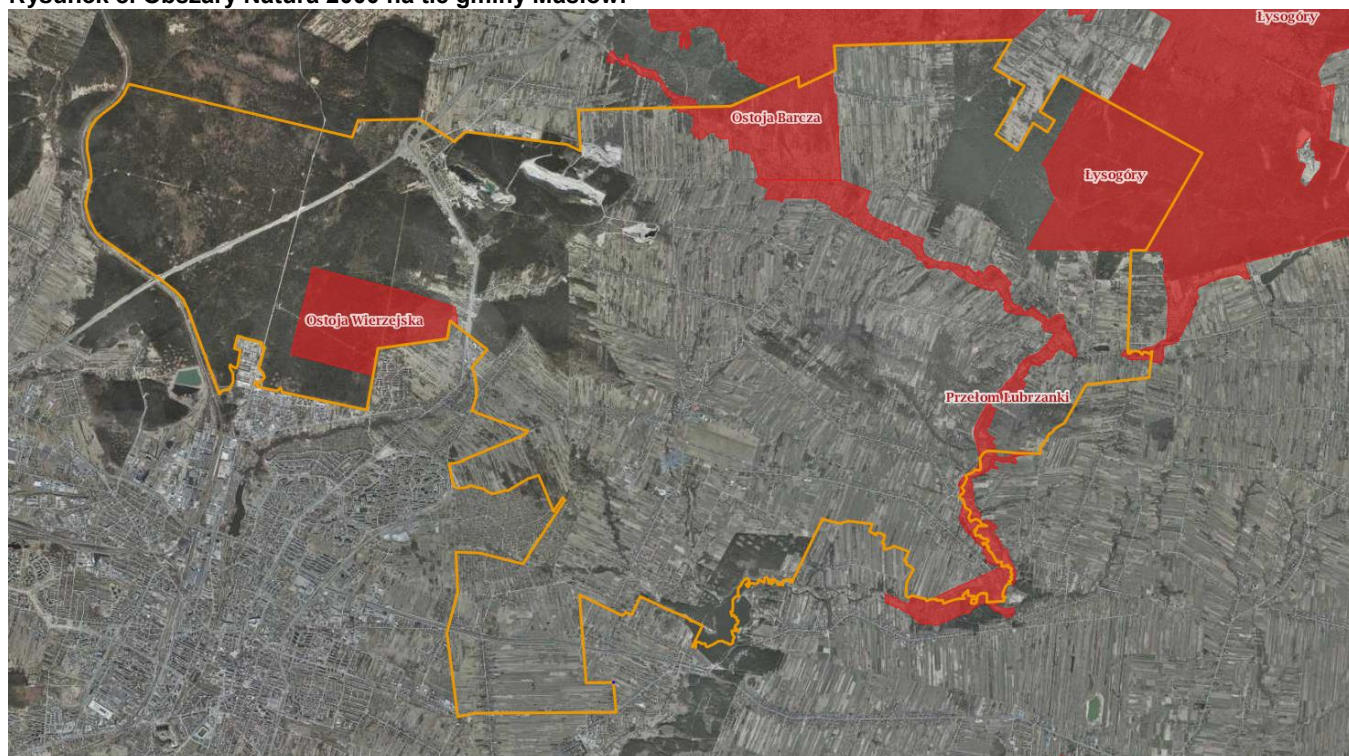 Łysogóry
Ostoja Barcza
Łysogóry
Ostoja Wierzejska
Przełom Lubrzanki